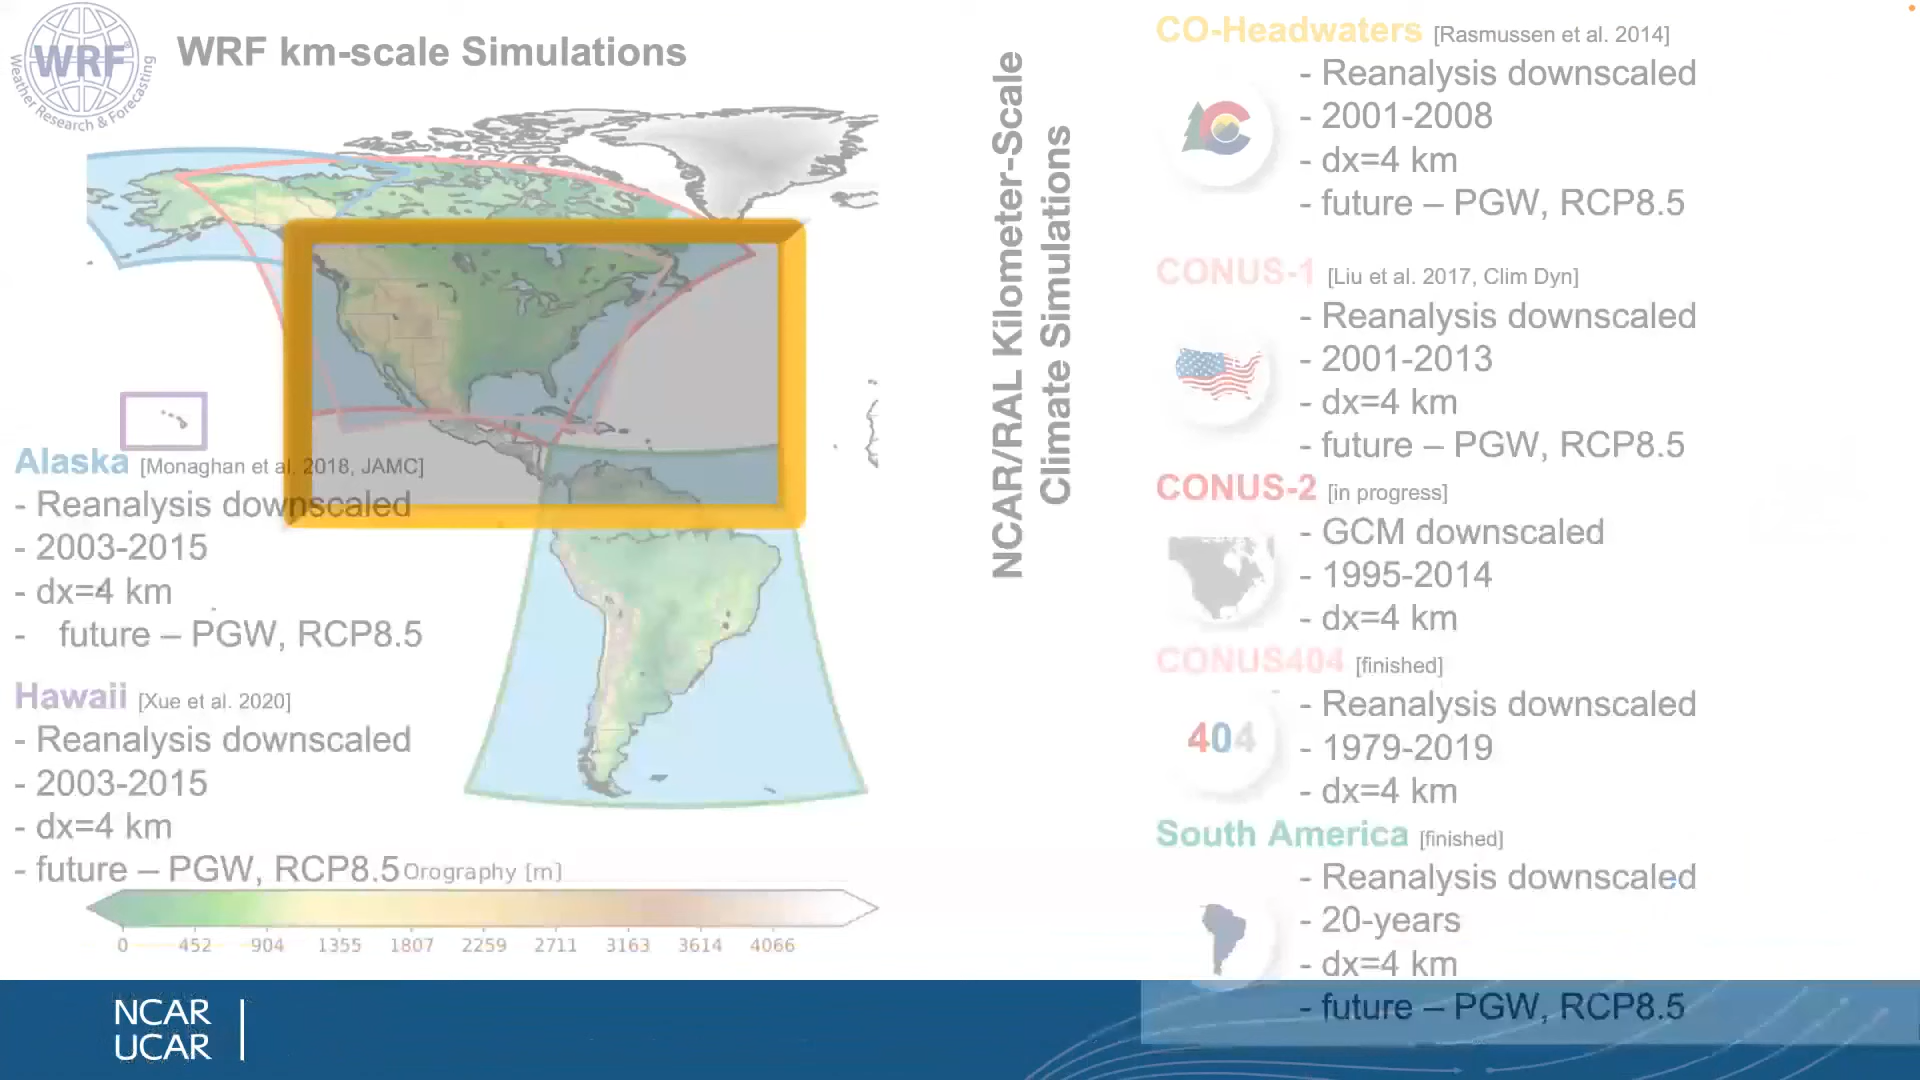 WRF
Weather Research & Forecasting
WRF km-scale Simulations
Alaska [Monaghan et al, 2018, JAMC]
- Reanalysis downscaled
- 2003-2015
- dx=4 km
- future – PGW, RCP8.5
Hawaii [Xue et al. 2020]
- Reanalysis downscaled
- 2003-2015
- dx=4 km
- future – PGW, RCP8.5
Orography [m]
0 452 904 1355 1807 2259 2711 3163 3614 4066
NCAR/RAL Kilometer-Scale
Climate Simulations
CO-Headwaters [Rasmussen et al. 2014]
- Reanalysis downscaled
- 2001-2008
- dx=4 km
- future – PGW, RCP8.5
CONUS-1 [Liu et al. 2017, Clim Dyn]
- Reanalysis downscaled
- 2001-2013
- dx=4 km
- future – PGW, RCP8.5
CONUS-2 [in progress]
- GCM downscaled
- 1995-2014
- dx=4 km
CONUS404 [finished]
404
- Reanalysis downscaled
- 1979-2019
- dx=4 km
South America [finished]
- Reanalysis downscaled
- 20-years
- dx=4 km
- future – PGW, RCP8.5
NCAR
UCAR